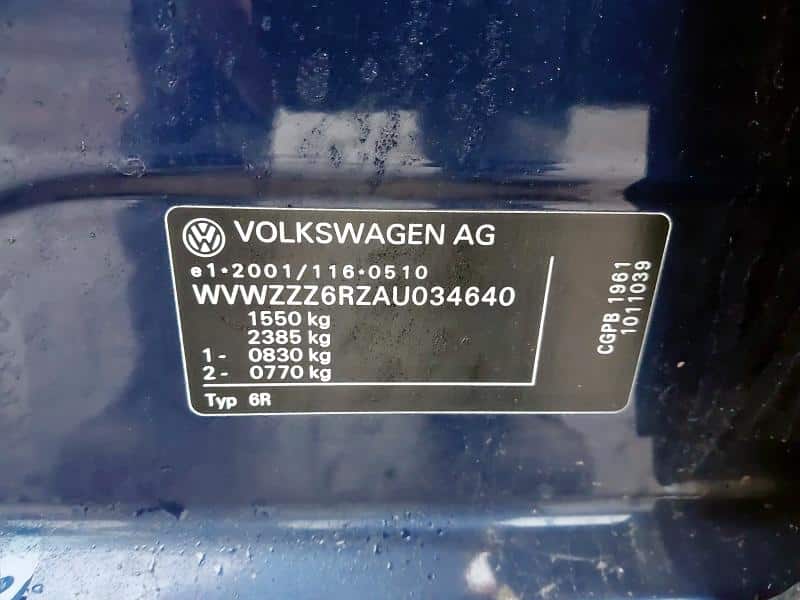 VOLKSWAGEN AG
e1*2001/116*0510
WVWZZZ6RZAU034640
1550 kg
2385 kg
1- 0830 kg
2- 0770 kg
Typ 6R
CGPB 1961
1011039